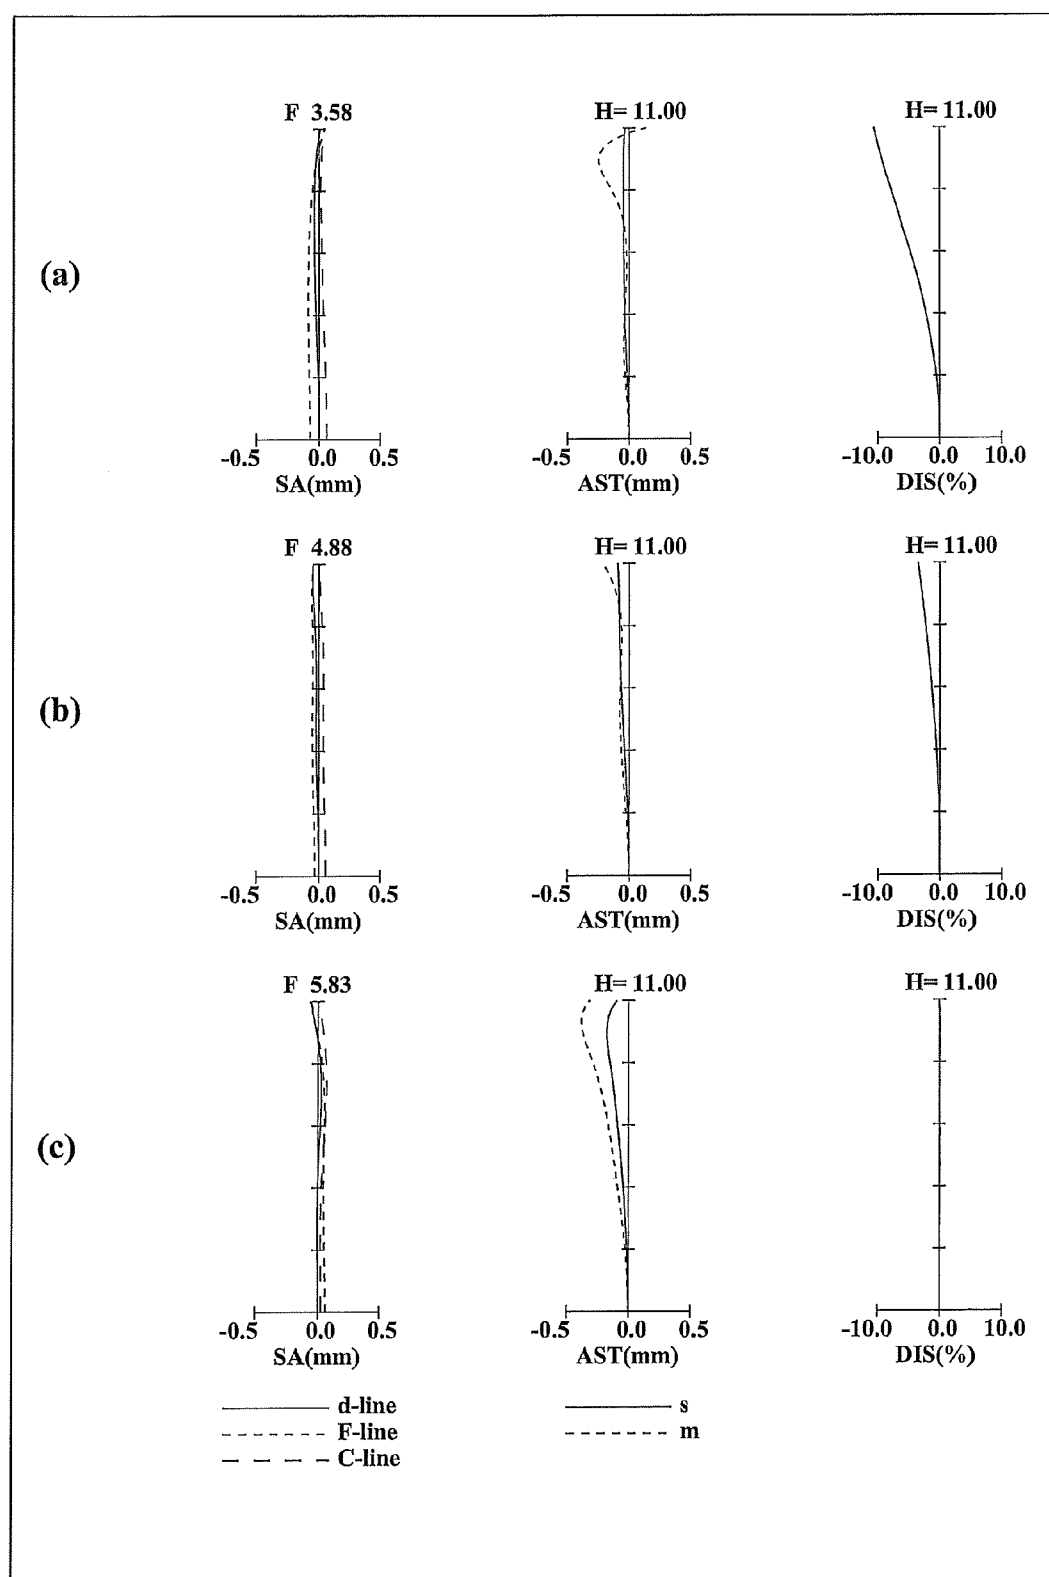 (a)
F 3.58
H= 11.00
H= 11.00
-0.5 0.0 0.5
-0.5 0.0 0.5
-10.0 0.0 10.0
SA(mm)
AST(mm)
DIS(%)
(b)
F 4.88
H= 11.00
H= 11.00
-0.5 0.0 0.5
-0.5 0.0 0.5
-10.0 0.0 10.0
SA(mm)
AST(mm)
DIS(%)
(c)
F 5.83
H= 11.00
H= 11.00
-0.5 0.0 0.5
-0.5 0.0 0.5
-10.0 0.0 10.0
SA(mm)
AST(mm)
DIS(%)
d-line
F-line
C-line
s
m